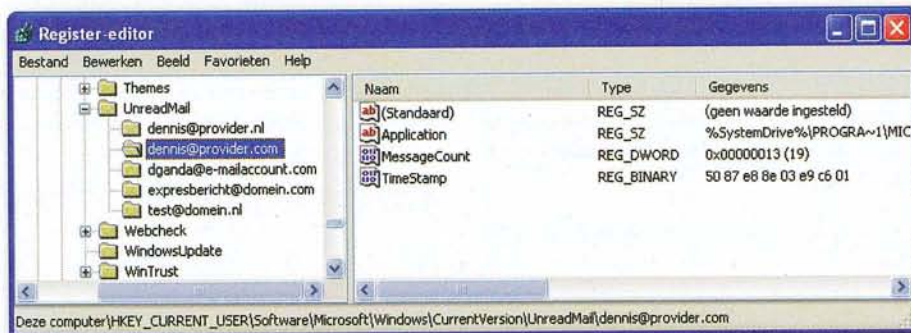 Register-editor
Bestand Bewerken Beeld Favorieten Help
Themes
UnreadMail
dennis@provider.nl
dennis@provider.com
dganda@e-mailaccount.com
expresbericht@domein.com
test@domein.nl
Webcheck
WindowsUpdate
WinTrust
Naam Type Gegevens
(Standaard) REG_SZ (geen waarde ingesteld)
Application REG_SZ %SystemDrive%\PROGRA~1\MIC
MessageCount REG_DWORD 0x00000013 (19)
TimeStamp REG_BINARY 50 87 e8 8e 03 e9 c6 01
Deze computer\HKEY_CURRENT_USER\Software\Microsoft\Windows\CurrentVersion\UnreadMail\dennis@provider.com